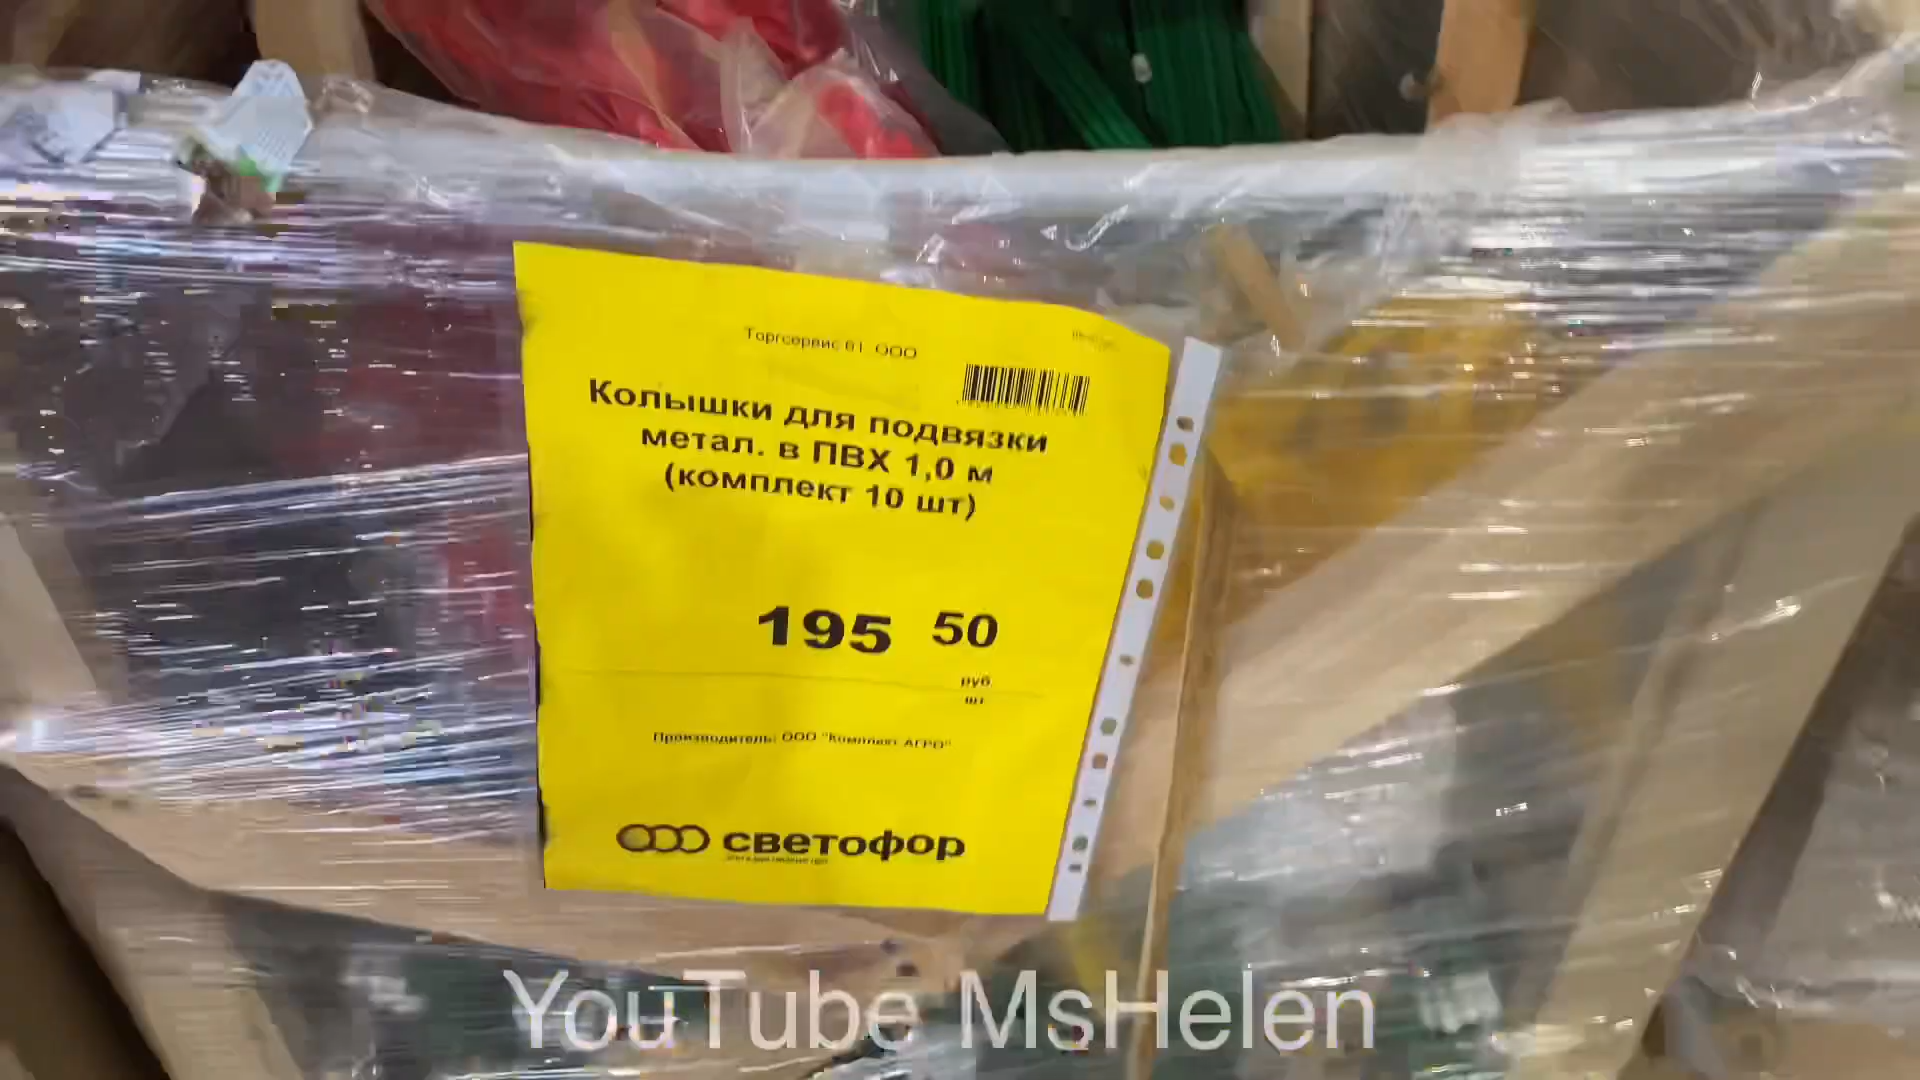 Торгсервис 61 ООО
Колышки для подвязки
метал. в ПВХ 1,0 м
(комплект 10 шт)
195 50
руб.
шт
Производитель: ООО "Комплект АГРО"
светофор
YouTube MsHelen